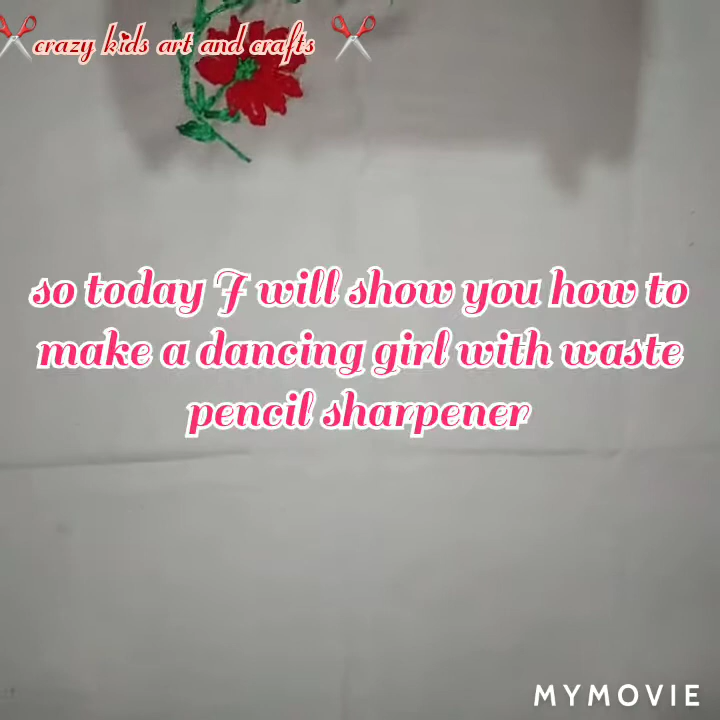 crazy kids art and crafts
so today I will show you how to
make a dancing girl with waste
pencil sharpener
MYMOVIE